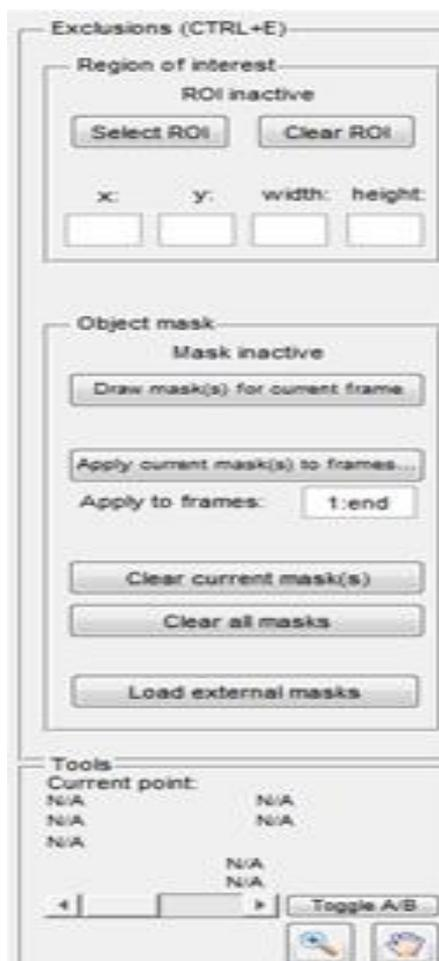 Exclusions (CTRL+E)
Region of interest
ROI inactive
Select ROI Clear ROI
x: y: width: height:
Object mask
Mask inactive
Draw mask(s) for current frame
Apply current mask(s) to frames...
Apply to frames: 1:end
Clear current mask(s)
Clear all masks
Load external masks
Tools
Current point:
N/A N/A
N/A N/A
N/A
N/A
N/A
Toggle A/B